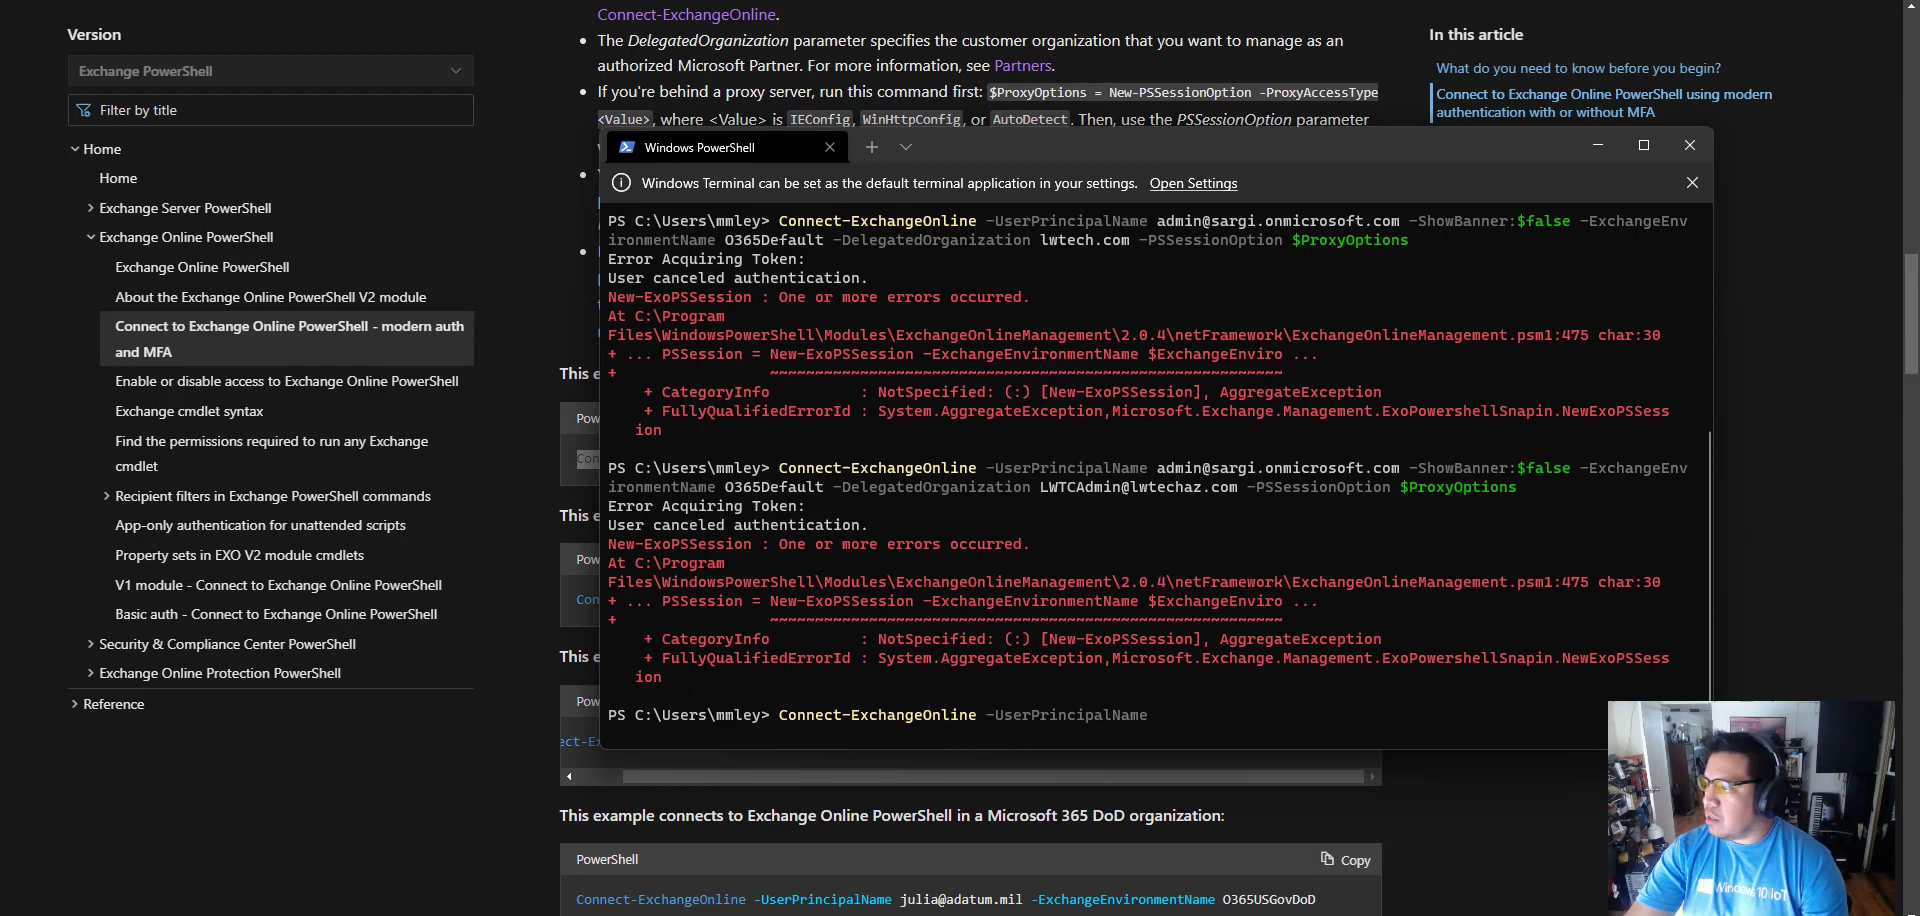 Version
Exchange PowerShell
Filter by title
Home
Home
Exchange Server PowerShell
Exchange Online PowerShell
Exchange Online PowerShell
About the Exchange Online PowerShell V2 module
Connect to Exchange Online PowerShell - modern auth
and MFA
Enable or disable access to Exchange Online PowerShell
Exchange cmdlet syntax
Find the permissions required to run any Exchange
cmdlet
Recipient filters in Exchange PowerShell commands
App-only authentication for unattended scripts
Property sets in EXO V2 module cmdlets
V1 module - Connect to Exchange Online PowerShell
Basic auth - Connect to Exchange Online PowerShell
Security & Compliance Center PowerShell
Exchange Online Protection PowerShell
Reference
Connect-ExchangeOnline.
The DelegatedOrganization parameter specifies the customer organization that you want to manage as an
authorized Microsoft Partner. For more information, see Partners.
If you're behind a proxy server, run this command first: $ProxyOptions = New-PSSessionOption -ProxyAccessType
<Value>, where <Value> is IEConfig, WinHttpConfig, or AutoDetect. Then, use the PSSessionOption parameter
In this article
What do you need to know before you begin?
Connect to Exchange Online PowerShell using modern
authentication with or without MFA
Windows PowerShell
Windows Terminal can be set as the default terminal application in your settings. Open Settings
PS C:\Users\mmley> Connect-ExchangeOnline -UserPrincipalName admin@sargi.onmicrosoft.com -ShowBanner:$false -ExchangeEnv
ironmentName O365Default -DelegatedOrganization lwtech.com -PSSessionOption $ProxyOptions
Error Acquiring Token:
User canceled authentication.
New-ExoPSSession : One or more errors occurred.
At C:\Program
Files\WindowsPowerShell\Modules\ExchangeOnlineManagement\2.0.4\netFramework\ExchangeOnlineManagement.psm1:475 char:30
+ ... PSSession = New-ExoPSSession -ExchangeEnvironmentName $ExchangeEnviro ...
+ ~~~~~~~~~~~~~~~~~~~~~~~~~~~~~~~~~~~~~~~~~~~~~~~~~~~~~~~~~
+ CategoryInfo : NotSpecified: (:) [New-ExoPSSession], AggregateException
+ FullyQualifiedErrorId : System.AggregateException,Microsoft.Exchange.Management.ExoPowershellSnapin.NewExoPSSess
ion
PS C:\Users\mmley> Connect-ExchangeOnline -UserPrincipalName admin@sargi.onmicrosoft.com -ShowBanner:$false -ExchangeEnv
ironmentName O365Default -DelegatedOrganization LWTCAdmin@lwtechaz.com -PSSessionOption $ProxyOptions
Error Acquiring Token:
User canceled authentication.
New-ExoPSSession : One or more errors occurred.
At C:\Program
Files\WindowsPowerShell\Modules\ExchangeOnlineManagement\2.0.4\netFramework\ExchangeOnlineManagement.psm1:475 char:30
+ ... PSSession = New-ExoPSSession -ExchangeEnvironmentName $ExchangeEnviro ...
+ ~~~~~~~~~~~~~~~~~~~~~~~~~~~~~~~~~~~~~~~~~~~~~~~~~~~~~~~~~
+ CategoryInfo : NotSpecified: (:) [New-ExoPSSession], AggregateException
+ FullyQualifiedErrorId : System.AggregateException,Microsoft.Exchange.Management.ExoPowershellSnapin.NewExoPSSess
ion
PS C:\Users\mmley> Connect-ExchangeOnline -UserPrincipalName
This e
Pow
Con
This e
Pow
Con
This e
Pow
ect-Ex
This example connects to Exchange Online PowerShell in a Microsoft 365 DoD organization:
PowerShell
Copy
Connect-ExchangeOnline -UserPrincipalName julia@adatum.mil -ExchangeEnvironmentName O365USGovDoD
Windows 10 IoT